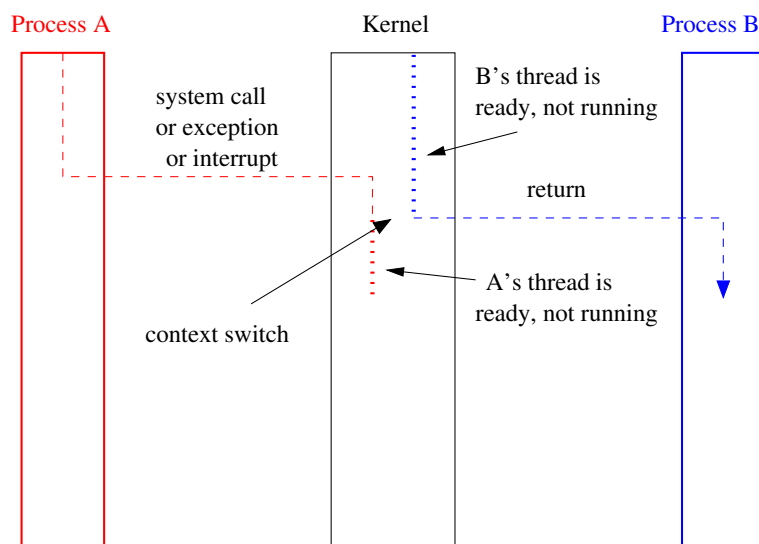 Process A
Kernel
Process B
system call
or exception
or interrupt
B's thread is
ready, not running
return
A's thread is
ready, not running
context switch